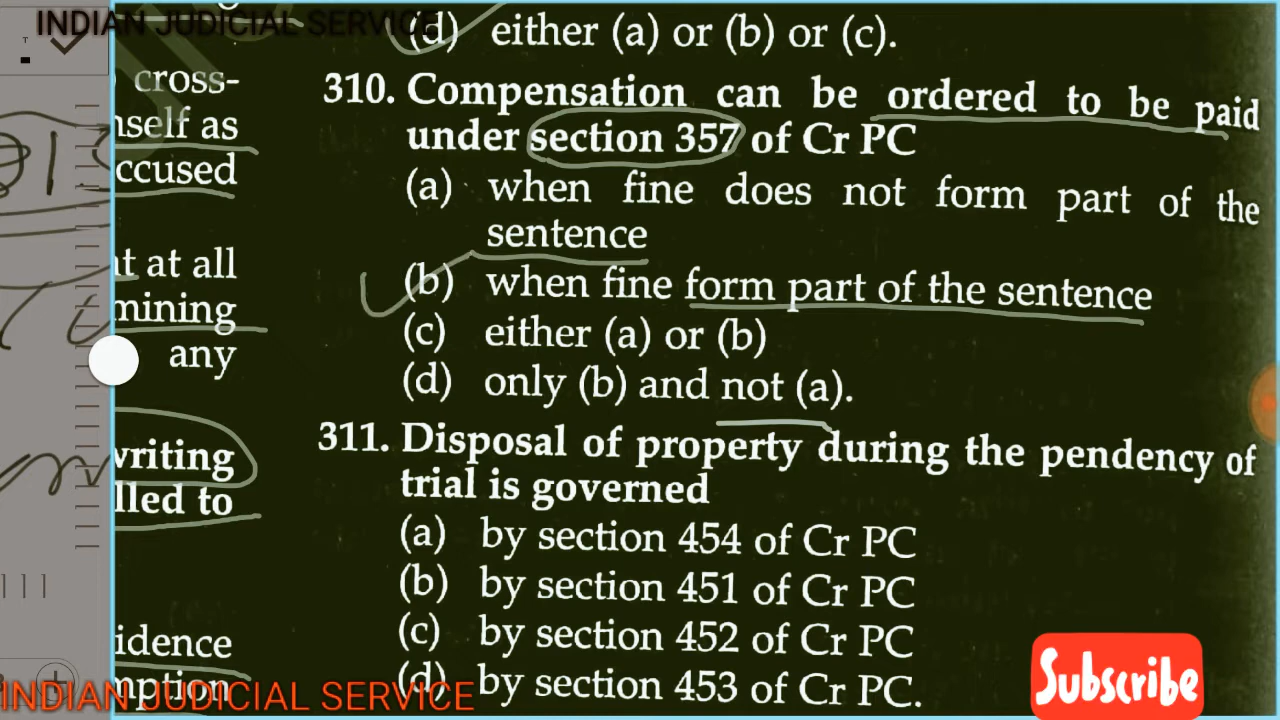 INDIAN JUDICIAL SERVICE
(d) either (a) or (b) or (c).
cross-
nself as
ccused
at at all
mining
any
writing
lled to
idence
mption
310. Compensation can be ordered to be paid
under section 357 of Cr PC
(a) when fine does not form part of the
sentence
(b) when fine form part of the sentence
(c) either (a) or (b)
(d) only (b) and not (a).
311. Disposal of property during the pendency of
trial is governed
(a) by section 454 of Cr PC
(b) by section 451 of Cr PC
(c) by section 452 of Cr PC
(d) by section 453 of Cr PC.
INDIAN JUDICIAL SERVICE
Subscribe